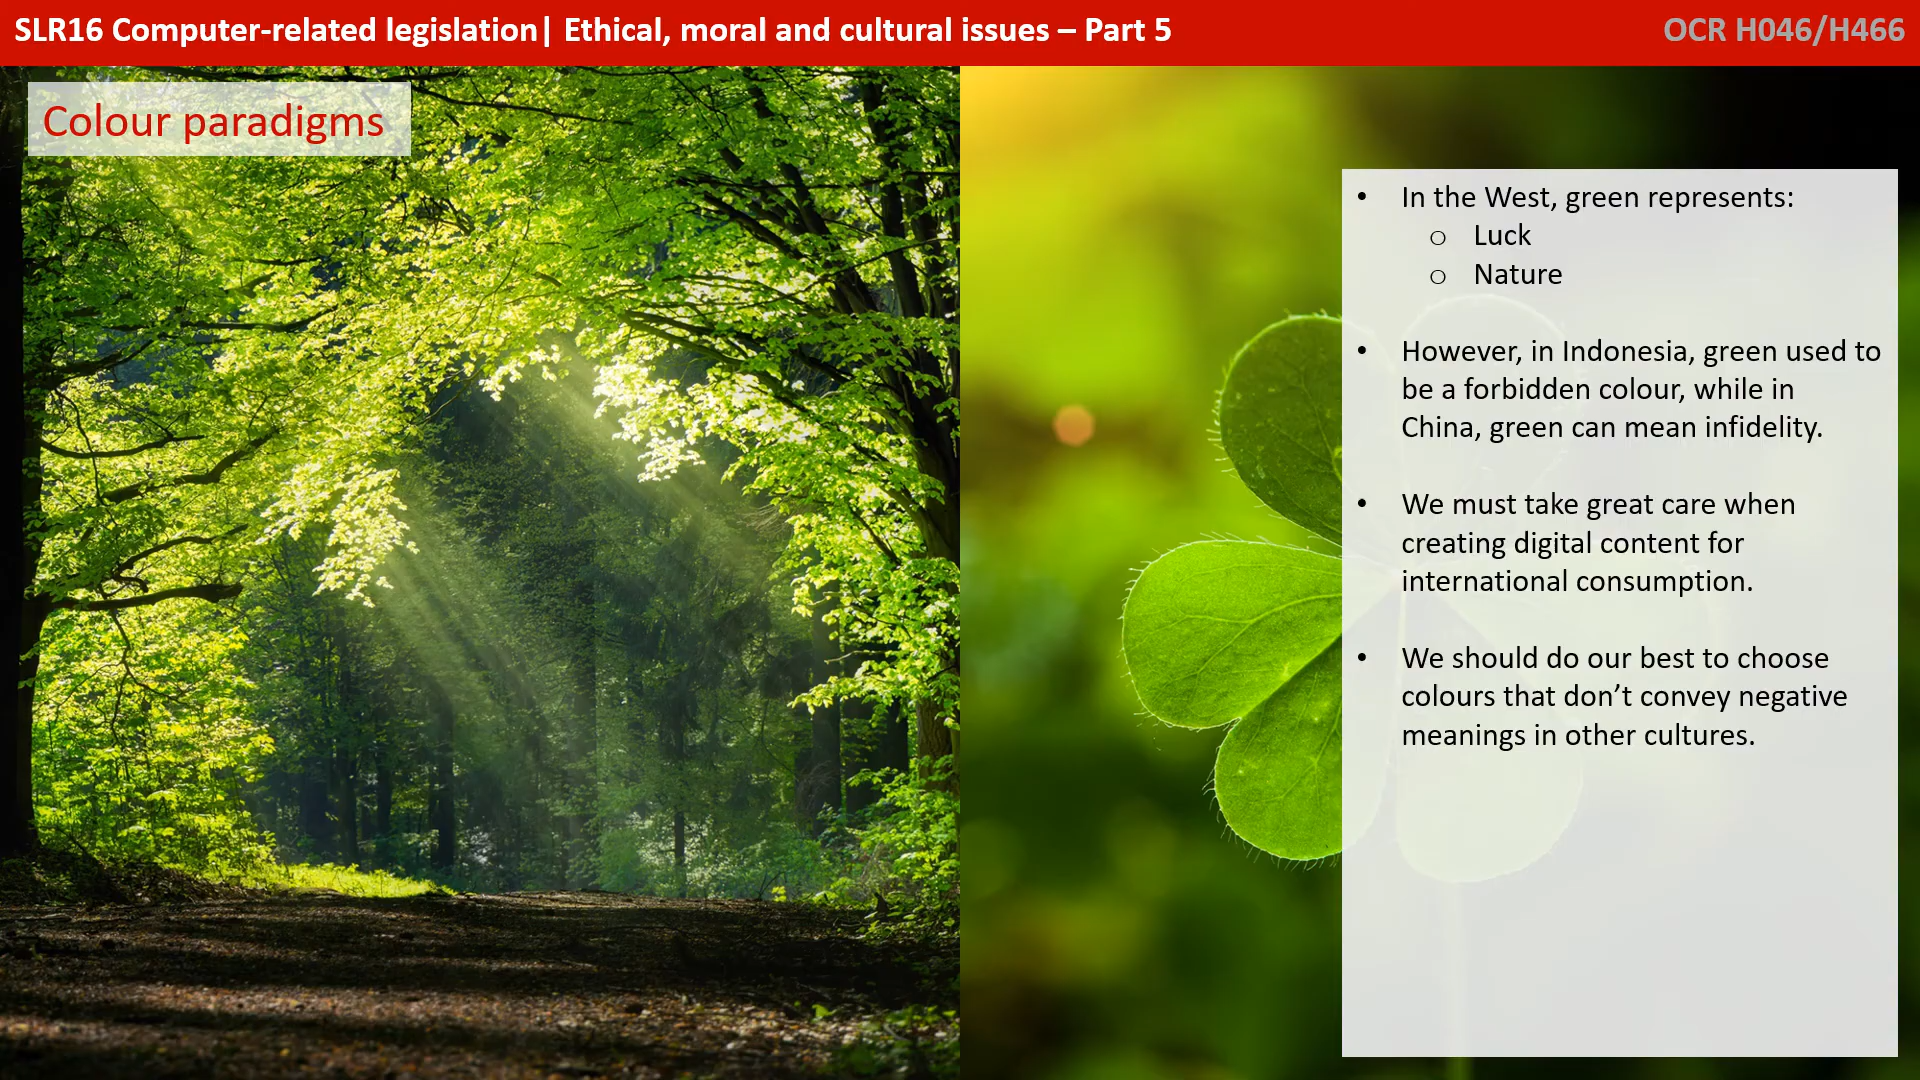 SLR16 Computer-related legislation| Ethical, moral and cultural issues – Part 5
OCR H046/H466
Colour paradigms
• In the West, green represents:
o Luck
o Nature
• However, in Indonesia, green used to
be a forbidden colour, while in
China, green can mean infidelity.
• We must take great care when
creating digital content for
international consumption.
• We should do our best to choose
colours that don’t convey negative
meanings in other cultures.